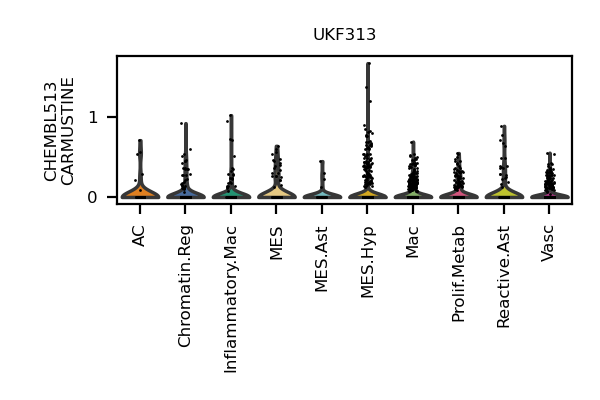 UKF313
CHEMBL513
CARMUSTINE
1
0
AC
Chromatin.Reg
Inflammatory.Mac
MES
MES.Ast
MES.Hyp
Mac
Prolif.Metab
Reactive.Ast
Vasc